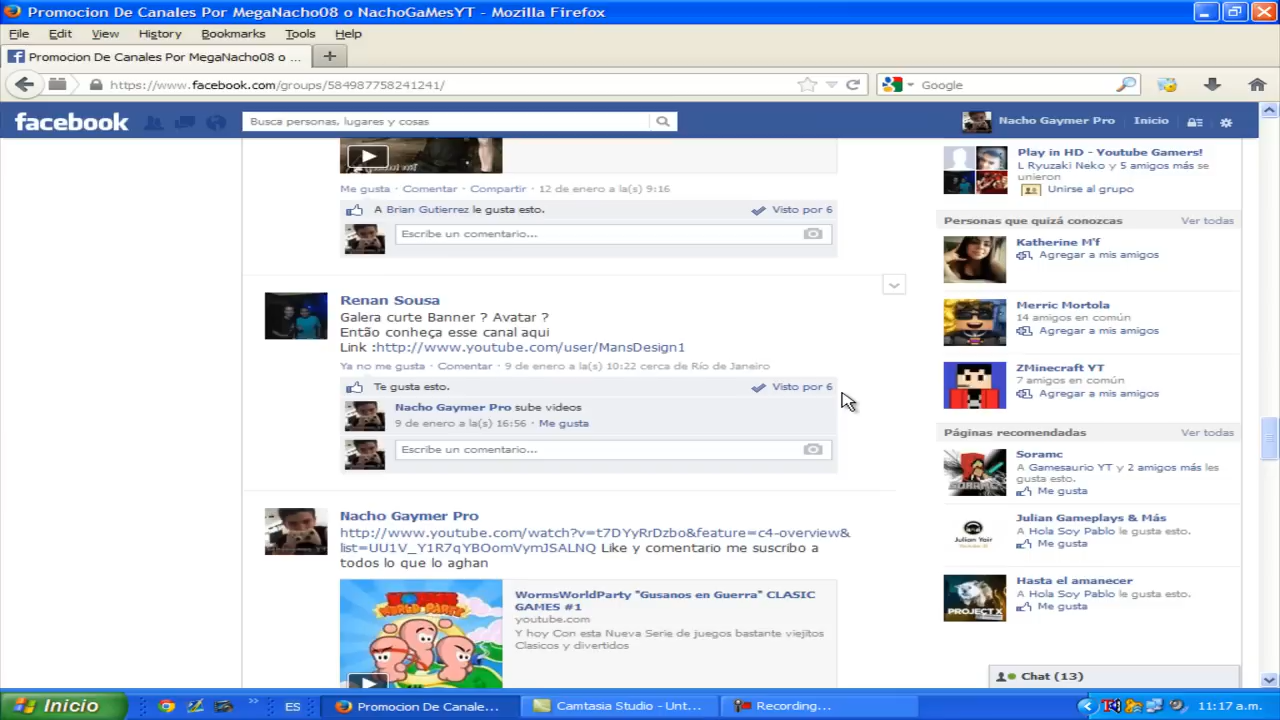 Promocion De Canales Por MegaNacho08 o NachoGaMesYT - Mozilla Firefox
File Edit View History Bookmarks Tools Help
Promocion De Canales Por MegaNacho08 o ...
https://www.facebook.com/groups/584987758241241/
Google
facebook
Busca personas, lugares y cosas
Nacho Gaymer Pro Inicio
Me gusta · Comentar · Compartir · 12 de enero a la(s) 9:16
A Brian Gutierrez le gusta esto.
Visto por 6
Escribe un comentario...
Renan Sousa
Galera curte Banner ? Avatar ?
Então conheça esse canal aqui
Link :http://www.youtube.com/user/MansDesign1
Ya no me gusta · Comentar · 9 de enero a la(s) 10:22 cerca de Río de Janeiro
Te gusta esto.
Visto por 6
Nacho Gaymer Pro sube videos
9 de enero a la(s) 16:56 · Me gusta
Escribe un comentario...
Nacho Gaymer Pro
http://www.youtube.com/watch?v=t7DYyRrDzbo&feature=c4-overview&
list=UU1V_Y1R7qYBOomVymJSALNQ Like y comentario me suscribo a
todos lo que lo aghan
WormsWorldParty "Gusanos en Guerra" CLASIC
GAMES #1
youtube.com
Y hoy Con esta Nueva Serie de juegos bastante viejitos
Clasicos y divertidos
Play in HD - Youtube Gamers!
L Ryuzaki Neko y 5 amigos más se
unieron
Unirse al grupo
Personas que quizá conozcas Ver todas
Katherine M'f
Agregar a mis amigos
Merric Mortola
14 amigos en común
Agregar a mis amigos
ZMinecraft YT
7 amigos en común
Agregar a mis amigos
Páginas recomendadas Ver todas
Soramc
A Gamesaurio YT y 2 amigos más les
gusta esto.
Me gusta
Julian Gameplays & Más
A Hola Soy Pablo le gusta esto.
Me gusta
Hasta el amanecer
A Hola Soy Pablo le gusta esto.
Me gusta
PROJECT X
Chat (13)
Inicio
ES
Promocion De Canale...
Camtasia Studio - Unt...
Recording...
11:17 a.m.